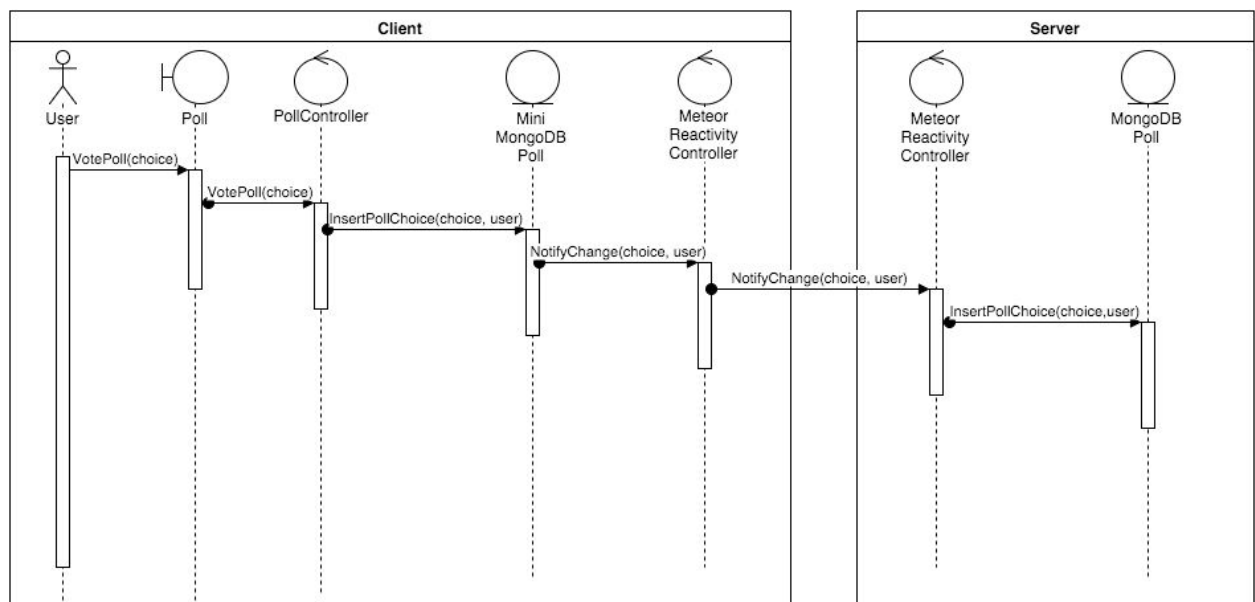 Client
Server
User
Poll
PollController
Mini
MongoDB
Poll
Meteor
Reactivity
Controller
Meteor
Reactivity
Controller
MongoDB
Poll
VotePoll(choice)
VotePoll(choice)
InsertPollChoice(choice, user)
NotifyChange(choice, user)
NotifyChange(choice, user)
InsertPollChoice(choice,user)